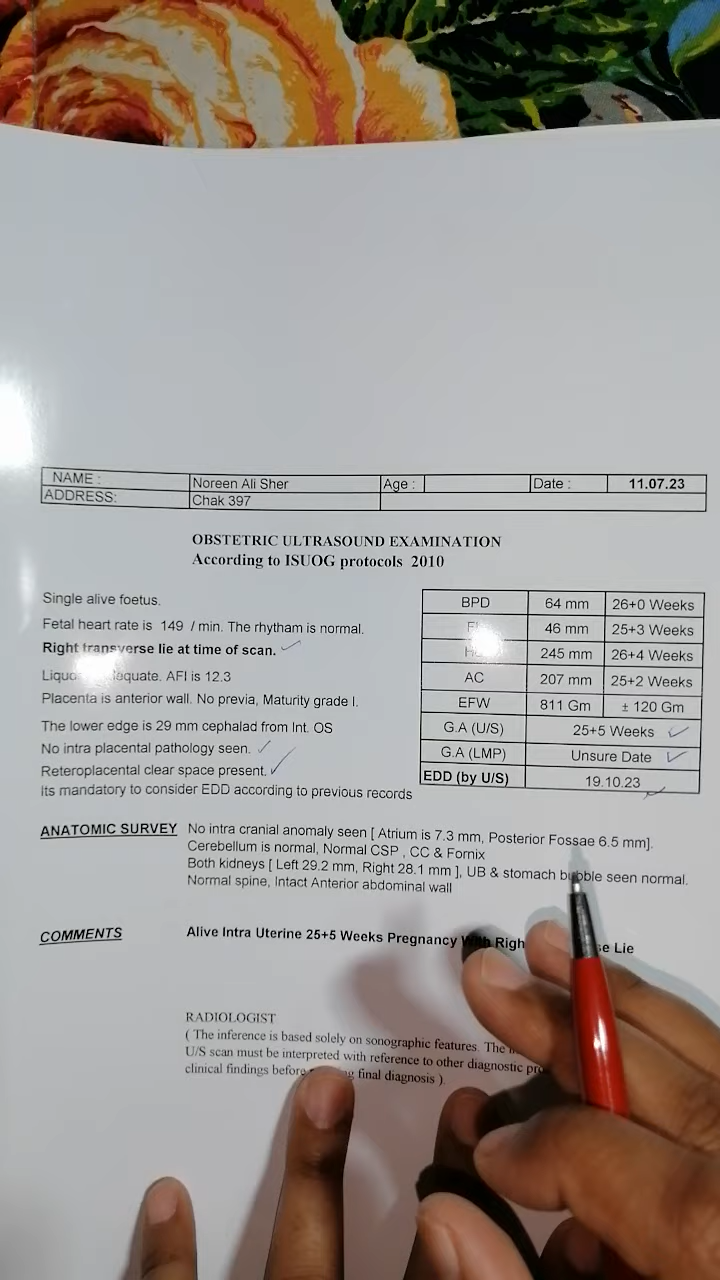 NAME : Noreen Ali Sher Age : Date : 11.07.23
ADDRESS: Chak 397
OBSTETRIC ULTRASOUND EXAMINATION
According to ISUOG protocols 2010
Single alive foetus.
Fetal heart rate is 149 / min. The rhytham is normal.
Right transverse lie at time of scan.
AFI is 12.3
Placenta is anterior wall. No previa, Maturity grade I.
The lower edge is 29 mm cephalad from Int. OS
No intra placental pathology seen.
Reteroplacental clear space present.
Its mandatory to consider EDD according to previous records
BPD 64 mm 26+0 Weeks
46 mm 25+3 Weeks
245 mm 26+4 Weeks
AC 207 mm 25+2 Weeks
EFW 811 Gm ± 120 Gm
G.A (U/S) 25+5 Weeks
G.A (LMP) Unsure Date
EDD (by U/S) 19.10.23
ANATOMIC SURVEY No intra cranial anomaly seen [ Atrium is 7.3 mm, Posterior Fossae 6.5 mm].
Cerebellum is normal, Normal CSP , CC & Fornix
Both kidneys [ Left 29.2 mm, Right 28.1 mm ], UB & stomach bubble seen normal.
Normal spine, Intact Anterior abdominal wall
COMMENTS Alive Intra Uterine 25+5 Weeks Pregnancy Lie
RADIOLOGIST
( The inference is based solely on sonographic features. The
U/S scan must be interpreted with reference to other diagnostic
clinical findings before final diagnosis ).